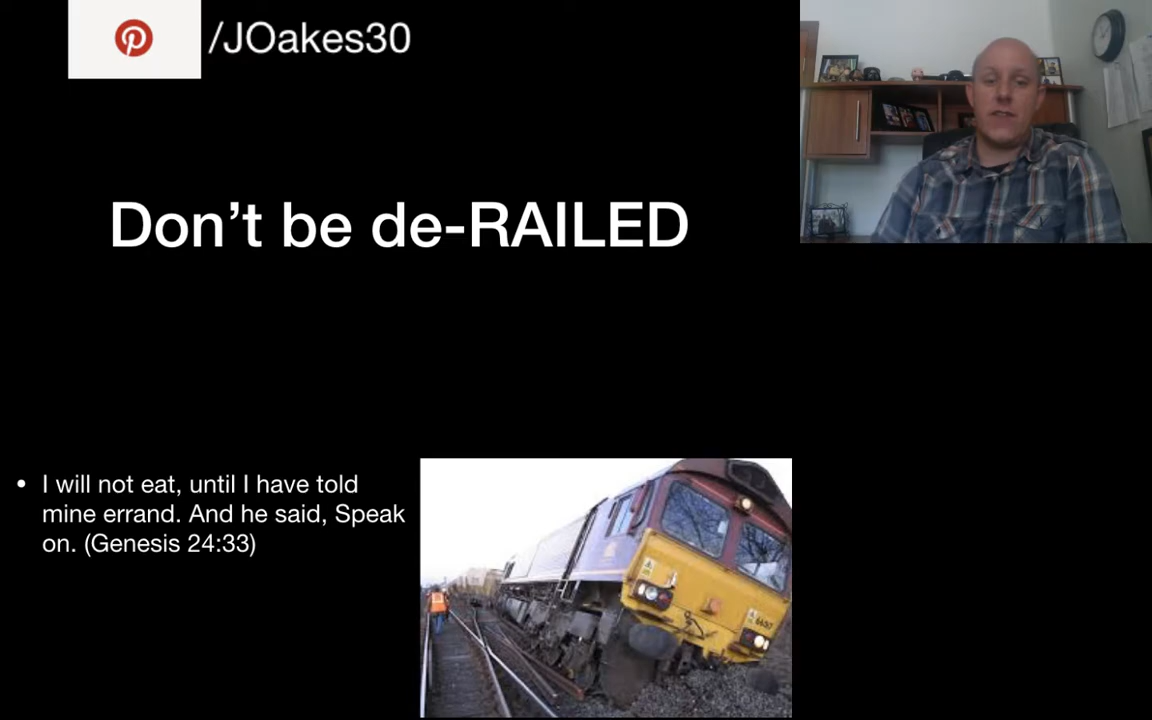 /JOakes30
Don’t be de-RAILED
• I will not eat, until I have told
mine errand. And he said, Speak
on. (Genesis 24:33)